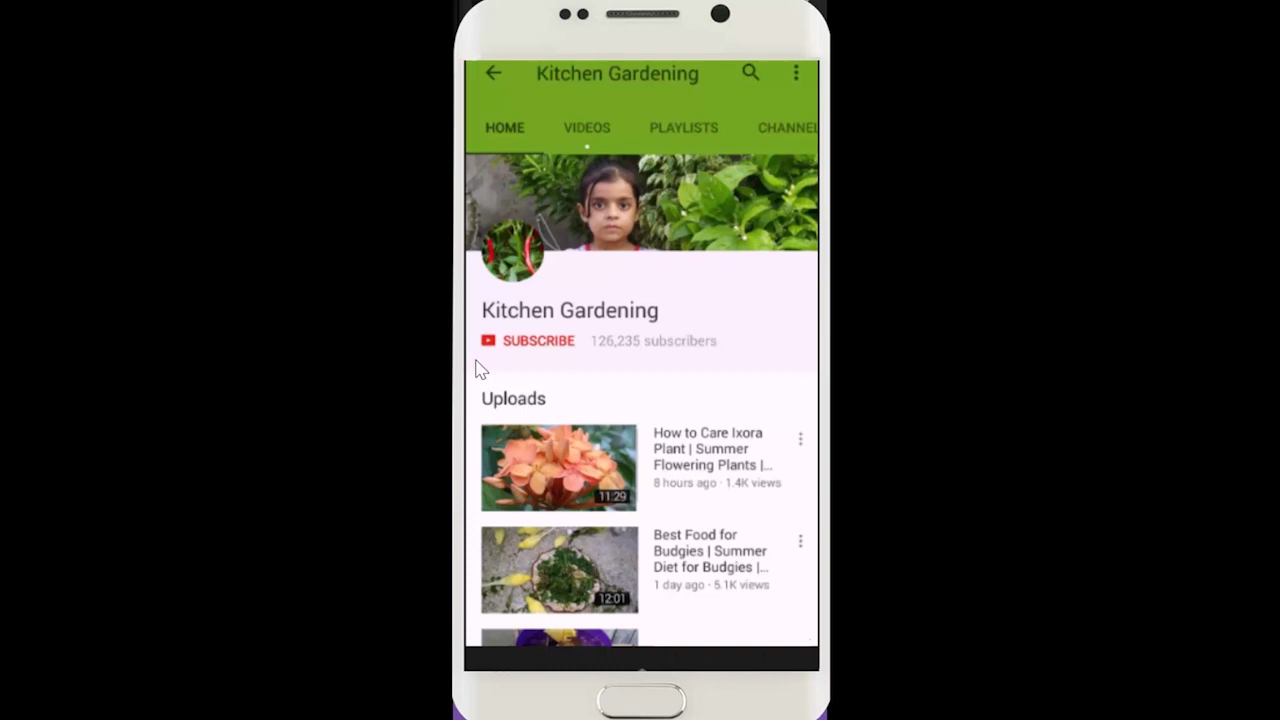 Kitchen Gardening
HOME VIDEOS PLAYLISTS CHANNEL
Kitchen Gardening
SUBSCRIBE 126,235 subscribers
Uploads
11:29
How to Care Ixora
Plant | Summer
Flowering Plants |...
8 hours ago · 1.4K views
12:01
Best Food for
Budgies | Summer
Diet for Budgies |...
1 day ago · 5.1K views